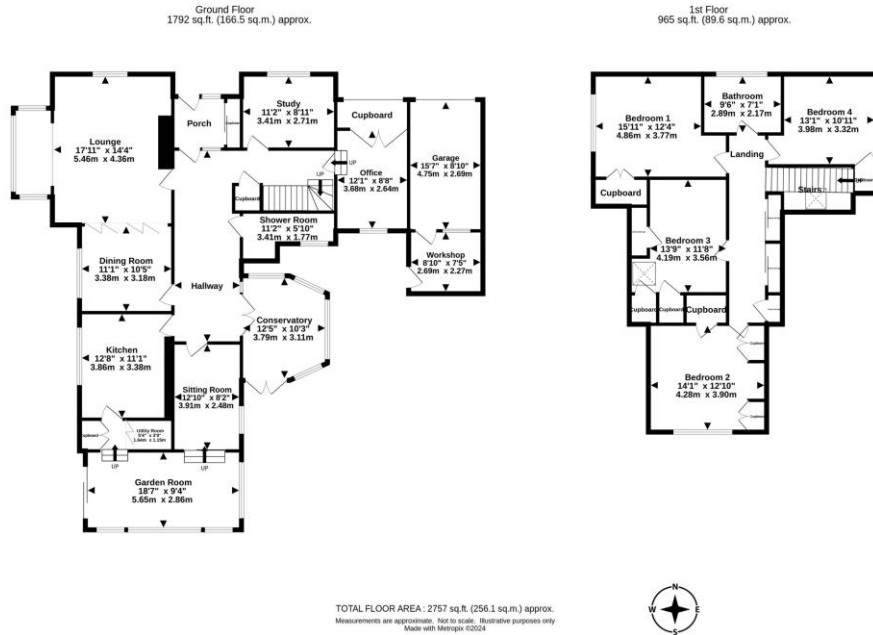 Ground Floor
1792 sq.ft. (166.5 sq.m.) approx.
1st Floor
965 sq.ft. (89.6 sq.m.) approx.
Lounge
17'11" x 14'4"
5.46m x 4.36m
Porch
Study
11'2" x 8'11"
3.41m x 2.71m
Cupboard
Garage
15'7" x 8'10"
4.75m x 2.69m
UP
UP
Office
12'1" x 8'8"
3.68m x 2.64m
Cupboard
Shower Room
11'2" x 5'10"
3.41m x 1.77m
Workshop
8'10" x 7'5"
2.69m x 2.27m
Dining Room
11'1" x 10'5"
3.38m x 3.18m
Hallway
Conservatory
12'5" x 10'3"
3.79m x 3.11m
Kitchen
12'8" x 11'1"
3.86m x 3.38m
Sitting Room
12'10" x 8'2"
3.91m x 2.48m
Cupboard
Utility Room
UP
UP
Garden Room
18'7" x 9'4"
5.65m x 2.86m
Bedroom 1
15'11" x 12'4"
4.86m x 3.77m
Bathroom
9'6" x 7'1"
2.89m x 2.17m
Bedroom 4
13'1" x 10'11"
3.98m x 3.32m
Landing
Cupboard
Stairs
Cupboard
Bedroom 3
13'9" x 11'8"
4.19m x 3.56m
Cupboard
Cupboard
Cupboard
Cupboard
Bedroom 2
14'1" x 12'10"
4.28m x 3.90m
Cupboard
TOTAL FLOOR AREA : 2757 sq.ft. (256.1 sq.m.) approx.
Measurements are approximate. Not to scale. Illustrative purposes only
Made with Metropix ©2024
N
W
E
S